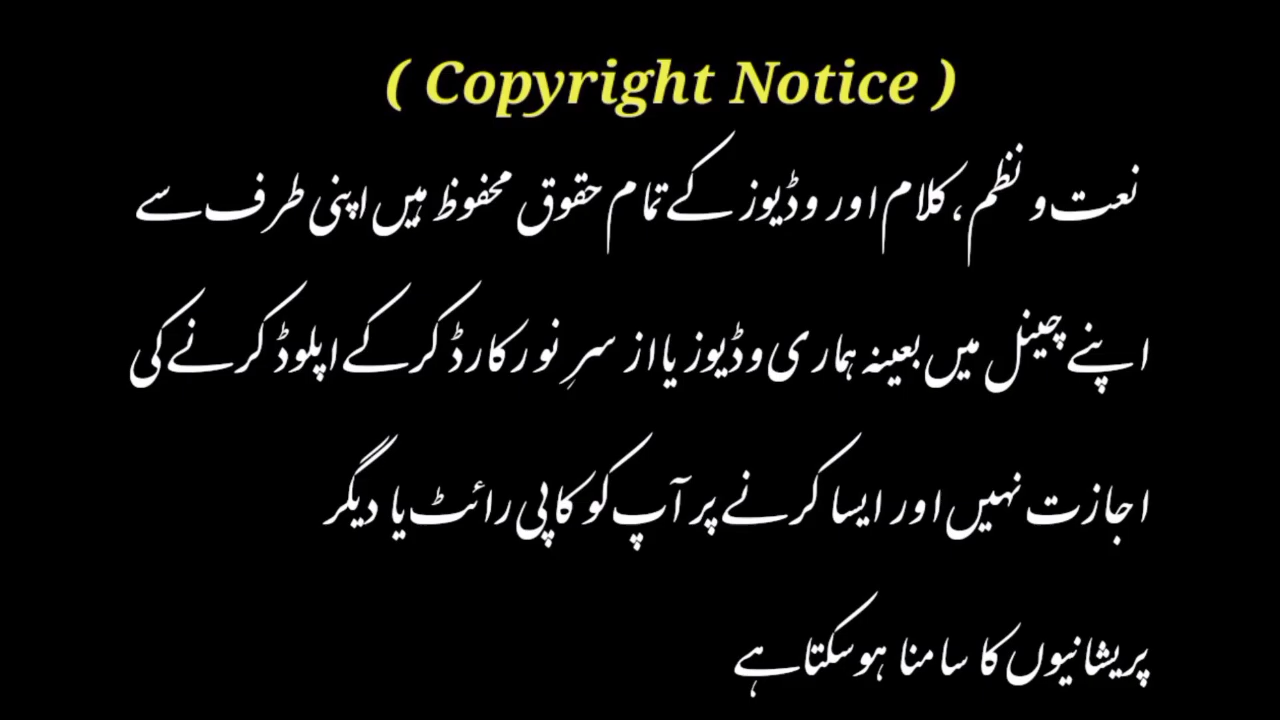 ( Copyright Notice )
نعت و نظم، کلام اور وڈیوز کے تمام حقوق محفوظ ہیں اپنی طرف سے
اپنے چینل میں بعینہ ہماری وڈیوز یا از سرِ نو رکارڈ کر کے اپلوڈ کرنے کی
اجازت نہیں اور ایسا کرنے پر آپ کو کاپی رائٹ یا دیگر
پریشانیوں کا سامنا ہوسکتا ہے